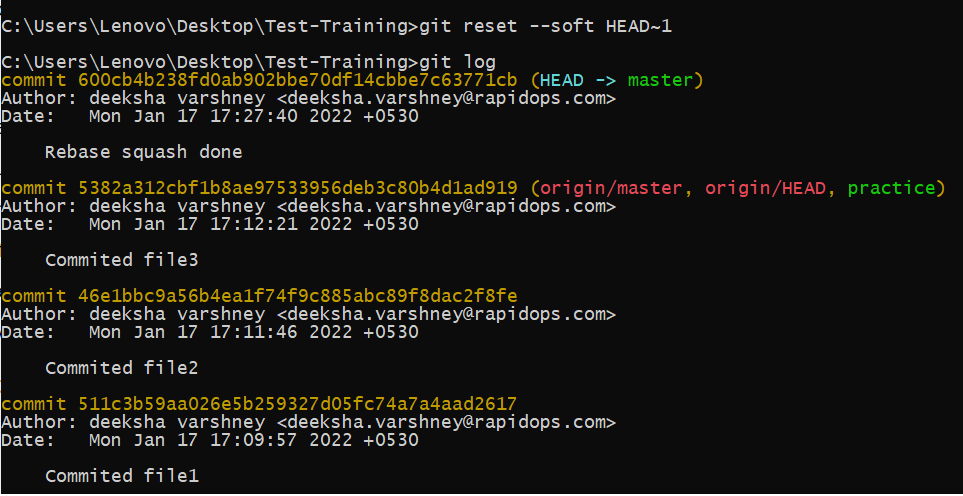 C:\Users\Lenovo\Desktop\Test-Training>git reset --soft HEAD~1
C:\Users\Lenovo\Desktop\Test-Training>git log
commit 600cb4b238fd0ab902bbe70df14cbbe7c63771cb (HEAD -> master)
Author: deeksha varshney <deeksha.varshney@rapidops.com>
Date:   Mon Jan 17 17:27:40 2022 +0530
    Rebase squash done
commit 5382a312cbf1b8ae97533956deb3c80b4d1ad919 (origin/master, origin/HEAD, practice)
Author: deeksha varshney <deeksha.varshney@rapidops.com>
Date:   Mon Jan 17 17:12:21 2022 +0530
    Commited file3
commit 46e1bbc9a56b4ea1f74f9c885abc89f8dac2f8fe
Author: deeksha varshney <deeksha.varshney@rapidops.com>
Date:   Mon Jan 17 17:11:46 2022 +0530
    Commited file2
commit 511c3b59aa026e5b259327d05fc74a7a4aad2617
Author: deeksha varshney <deeksha.varshney@rapidops.com>
Date:   Mon Jan 17 17:09:57 2022 +0530
    Commited file1